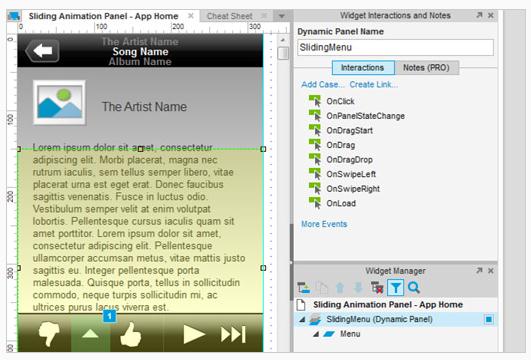 Sliding Animation Panel - App Home
Cheat Sheet
0 100 200 300
0
100
200
300
The Artist Name
Song Name
Album Name
The Artist Name
Lorem ipsum dolor sit amet, consectetur
adipiscing elit. Morbi placerat, magna nec
rutrum iaculis, sem tellus semper libero, vitae
placerat urna est eget erat. Donec faucibus
sagittis venenatis. Fusce in luctus odio.
Vestibulum semper velit at enim volutpat
lobortis. Pellentesque cursus iaculis quam sit
amet porttitor. Lorem ipsum dolor sit amet,
consectetur adipiscing elit. Pellentesque
ullamcorper accumsan metus, vitae mattis justo
sagittis eu. Integer pellentesque porta
malesuada. Quisque porta, tellus in sollicitudin
commodo, neque turpis sollicitudin mi, ac
ultrices purus lacus viverra est.
1
Widget Interactions and Notes
Dynamic Panel Name
SlidingMenu
Interactions
Notes (PRO)
Add Case... Create Link...
OnClick
OnPanelStateChange
OnDragStart
OnDrag
OnDragDrop
OnSwipeLeft
OnSwipeRight
OnLoad
More Events
Widget Manager
Sliding Animation Panel - App Home
SlidingMenu (Dynamic Panel)
Menu